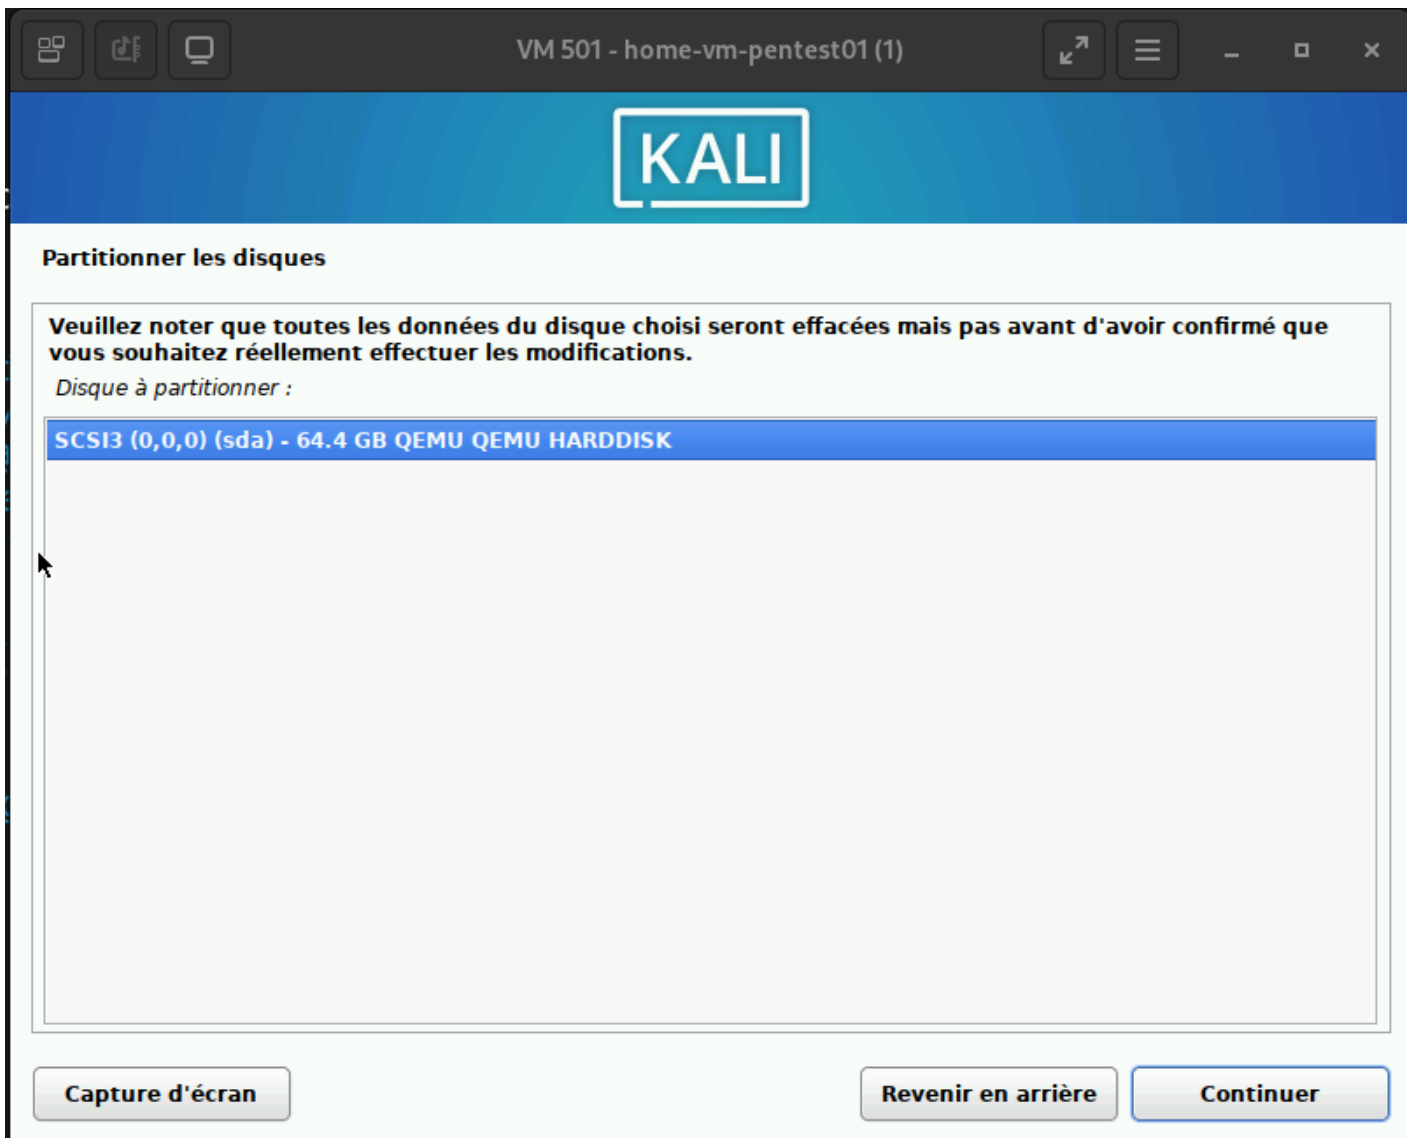 VM 501 - home-vm-pentest01 (1)
KALI
Partitionner les disques
Veuillez noter que toutes les données du disque choisi seront effacées mais pas avant d'avoir confirmé que
vous souhaitez réellement effectuer les modifications.
Disque à partitionner :
SCSI3 (0,0,0) (sda) - 64.4 GB QEMU QEMU HARDDISK
Capture d'écran
Revenir en arrière
Continuer